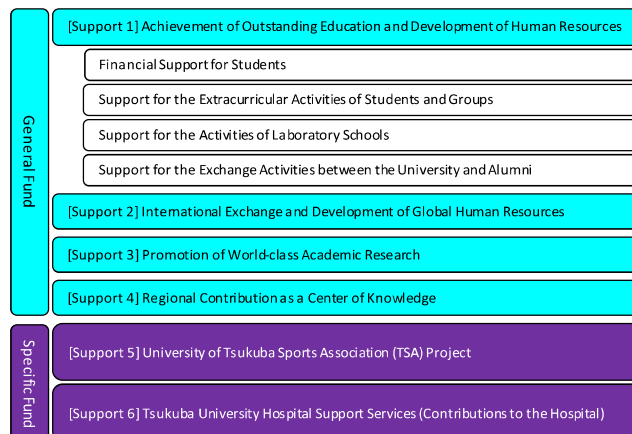 General Fund
[Support 1] Achievement of Outstanding Education and Development of Human Resources
Financial Support for Students
Support for the Extracurricular Activities of Students and Groups
Support for the Activities of Laboratory Schools
Support for the Exchange Activities between the University and Alumni
[Support 2] International Exchange and Development of Global Human Resources
[Support 3] Promotion of World-class Academic Research
[Support 4] Regional Contribution as a Center of Knowledge
Specific Fund
[Support 5] University of Tsukuba Sports Association (TSA) Project
[Support 6] Tsukuba University Hospital Support Services (Contributions to the Hospital)